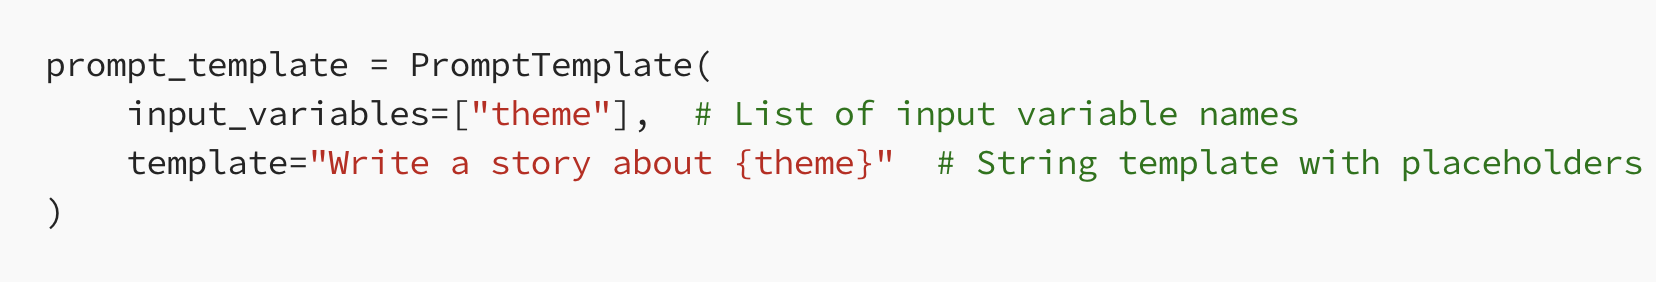 prompt_template = PromptTemplate(
    input_variables=["theme"],  # List of input variable names
    template="Write a story about {theme}"  # String template with placeholders
)